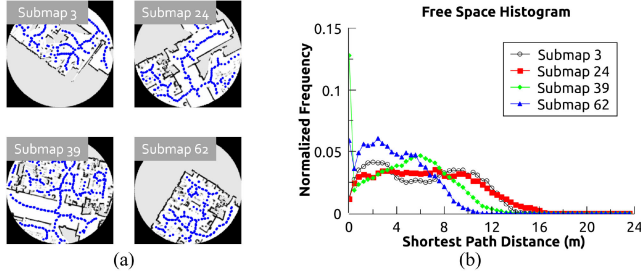 Submap 3
Submap 24
Submap 39
Submap 62
(a)
Free Space Histogram
Normalized Frequency
0.15
0.1
0.05
0
Submap 3
Submap 24
Submap 39
Submap 62
0 4 8 12 16 20 24
Shortest Path Distance (m)
(b)